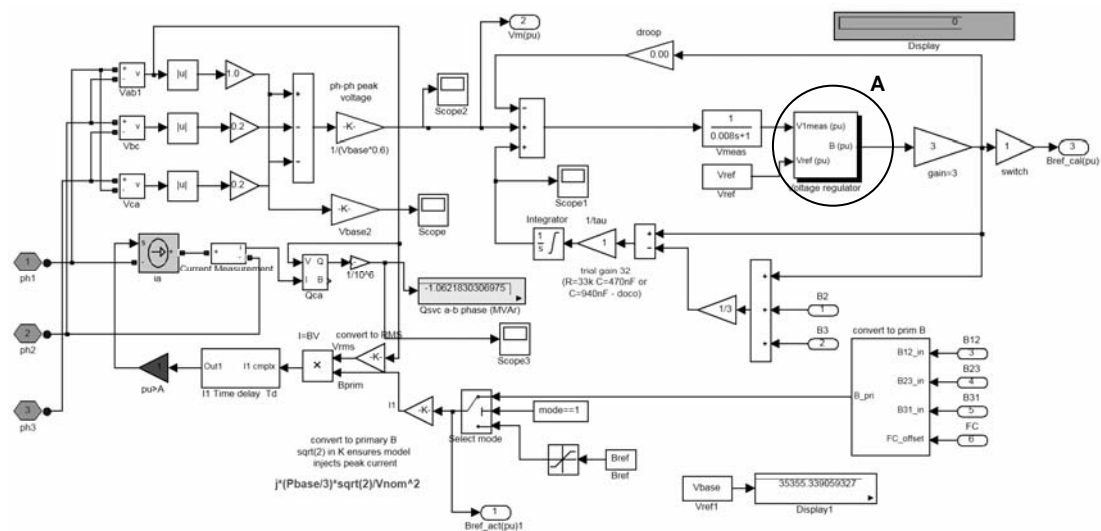 2
Vm(pu)
0
Display
droop
0.00
A
+
-
v
Vab1
|u|
1.0
ph-ph peak
voltage
Scope2
+
-
v
Vbc
|u|
0.2
+
-
-
-K-
1/(Vbase*0.6)
-
+
+
1
0.008s+1
Vmeas
V1meas (pu)
B (pu)
Vref (pu)
Voltage regulator
3
gain=3
1
switch
3
Bref_cal(pu)
Vref
Vref
+
-
v
Vca
|u|
0.2
-K-
Vbase2
Scope
Scope1
Integrator
1
s
1/tau
1
+
-
trial gain 32
(R=33k C=470nF or
C=940nF - doco)
1
ph1
s
+
-
ia
+
i
-
Current Measurement
V Q
I B
Qca
-
1/10^6
-1.0621830306975
Qsvc a-b phase (MVAr)
1/3
+
+
+
B2
1
B3
2
2
ph2
Scope3
I=BV
convert to RMS
Vrms
-K-
×
Bprim
1
pu>A
Out1
I1 cmplx
I1 Time delay Td
convert to prim B
B12_in
B23_in
B_pri
B31_in
FC_offset
B12
3
B23
4
B31
5
FC
6
3
ph3
I1
-K-
Select mode
mode==1
convert to primary B
sqrt(2) in K ensures model
injects peak current
j*(Pbase/3)*sqrt(2)/Vnom^2
Bref
Bref
1
Bref_act(pu)1
Vbase
Vref1
35355.339059327
Display1